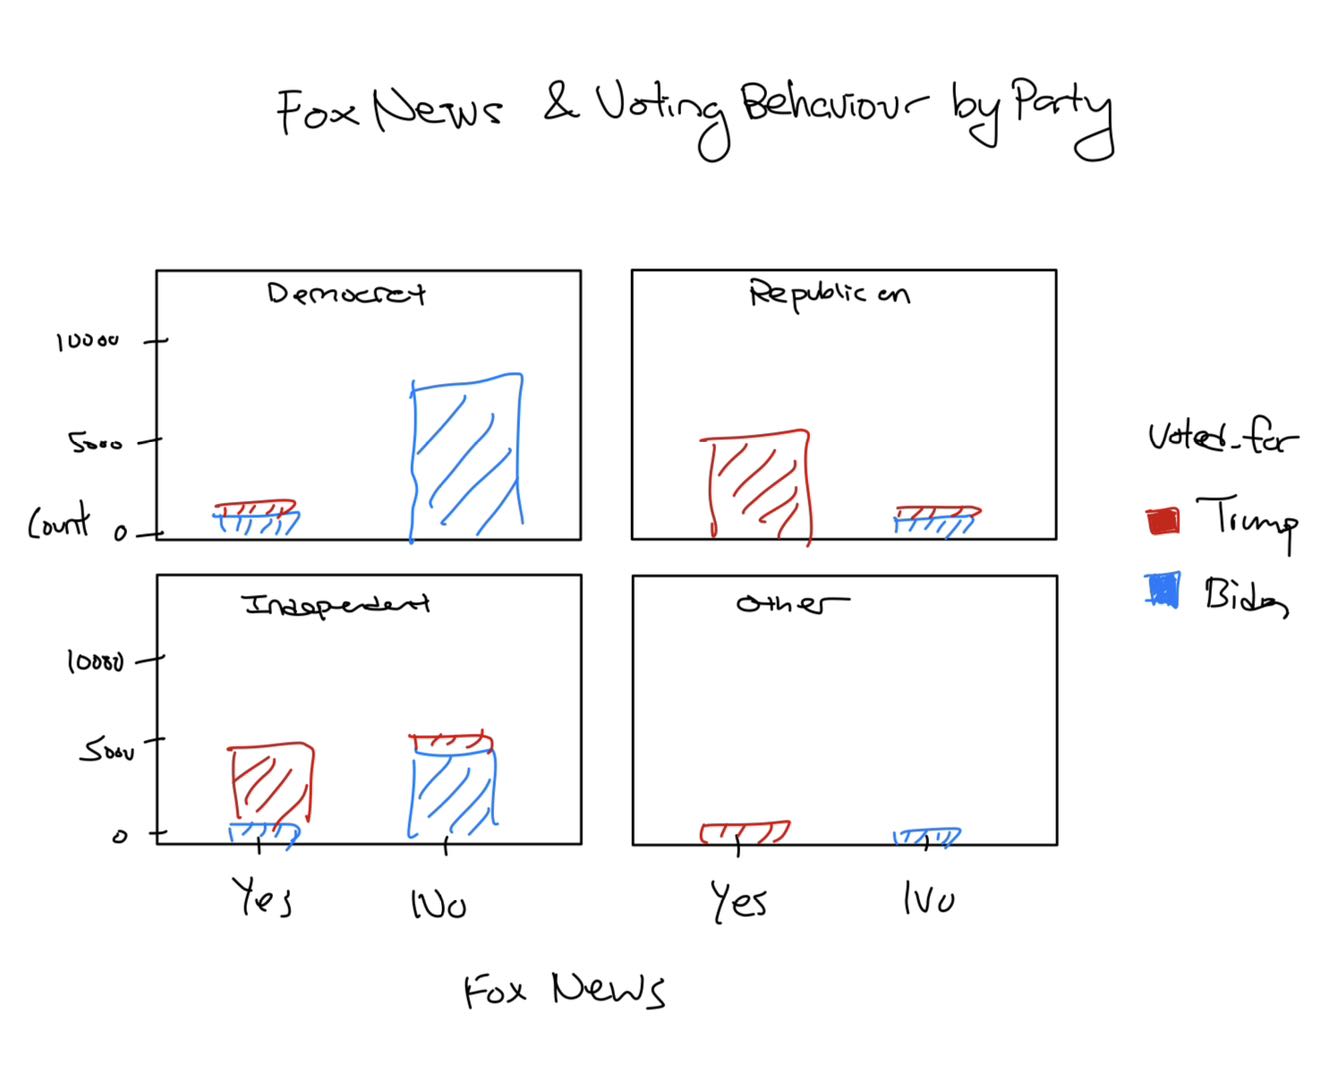 Fox News & Voting Behaviour by Party
Democrat
Republican
10000
5000
Count 0
Voted_for
Trump
Biden
Independent
Other
10000
5000
0
Yes No Yes No
Fox News